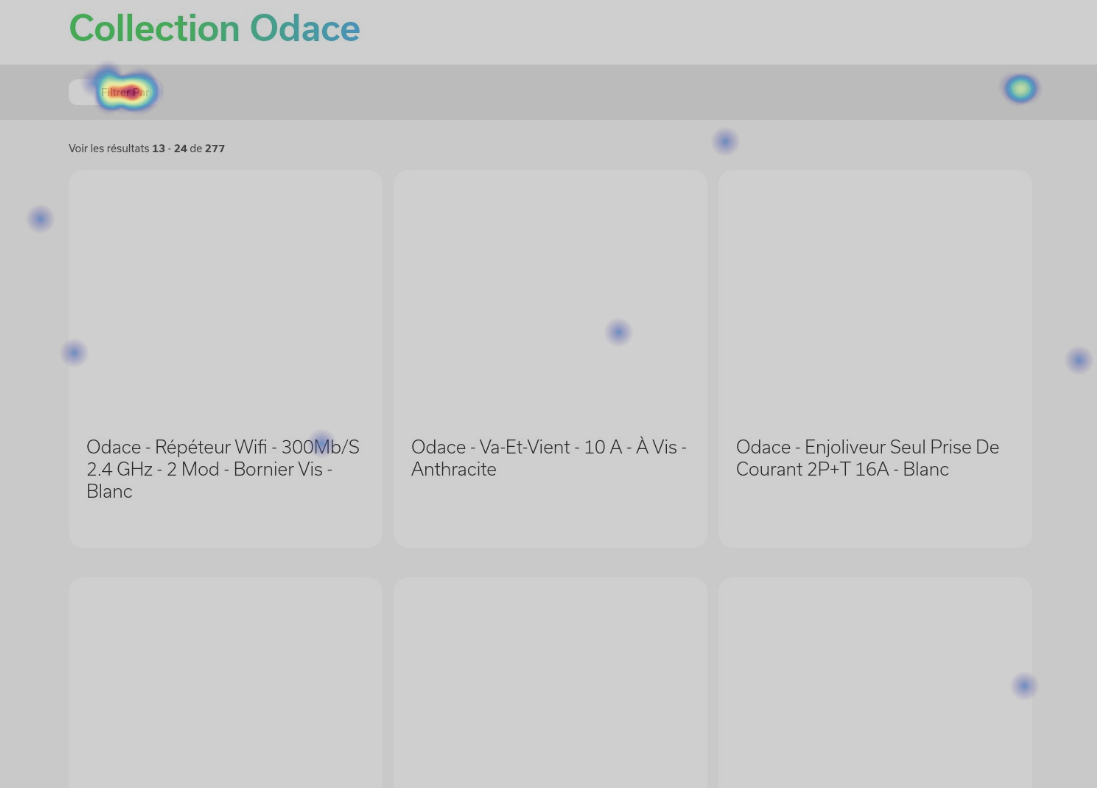 Collection Odace
Filtrer Par
Voir les résultats 13 - 24 de 277
Odace - Répéteur Wifi - 300Mb/S
2.4 GHz - 2 Mod - Bornier Vis -
Blanc
Odace - Va-Et-Vient - 10 A - À Vis -
Anthracite
Odace - Enjoliveur Seul Prise De
Courant 2P+T 16A - Blanc